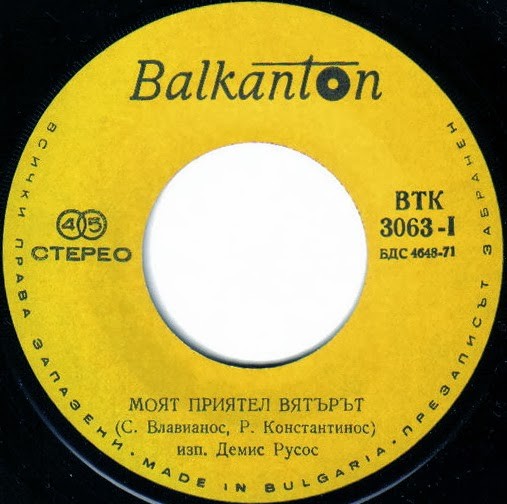 Balkanton
ВТК
3063-I
БДС 4648-71
45
СТЕРЕО
МОЯТ ПРИЯТЕЛ ВЯТЪРЪТ
(С. Влавианос, Р. Константинос)
изп. Демис Русос
ВСИЧКИ ПРАВА ЗАПАЗЕНИ · MADE IN BULGARIA · ПРЕЗАПИСЪТ ЗАБРАНЕН